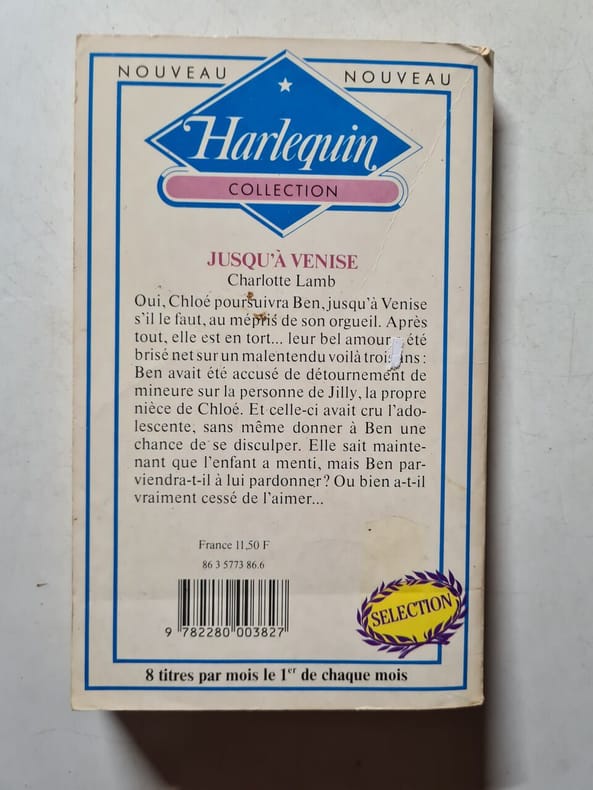 NOUVEAU NOUVEAU
Harlequin
COLLECTION
JUSQU'À VENISE
Charlotte Lamb
Oui, Chloé poursuivra Ben, jusqu'à Venise
s'il le faut, au mépris de son orgueil. Après
tout, elle est en tort... leur bel amour été
brisé net sur un malentendu voilà trois ans :
Ben avait été accusé de détournement de
mineure sur la personne de Jilly, la propre
nièce de Chloé. Et celle-ci avait cru l'ado-
lescente, sans même donner à Ben une
chance de se disculper. Elle sait mainte-
nant que l'enfant a menti, mais Ben par-
viendra-t-il à lui pardonner ? Ou bien a-t-il
vraiment cessé de l'aimer...
France 11,50 F
86 3 5773 86.6
9 782280 003827
SELECTION
8 titres par mois le 1er de chaque mois